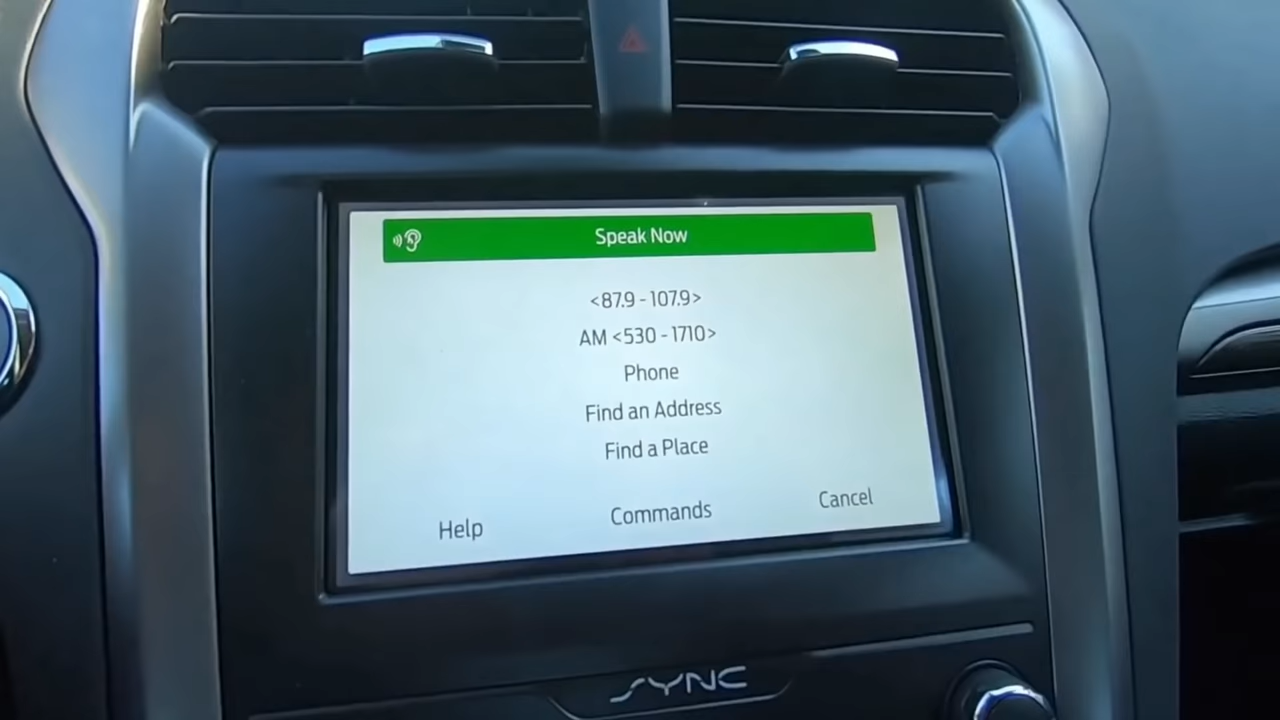 Speak Now
<87.9 - 107.9>
AM <530 - 1710>
Phone
Find an Address
Find a Place
Help Commands Cancel
SYNC